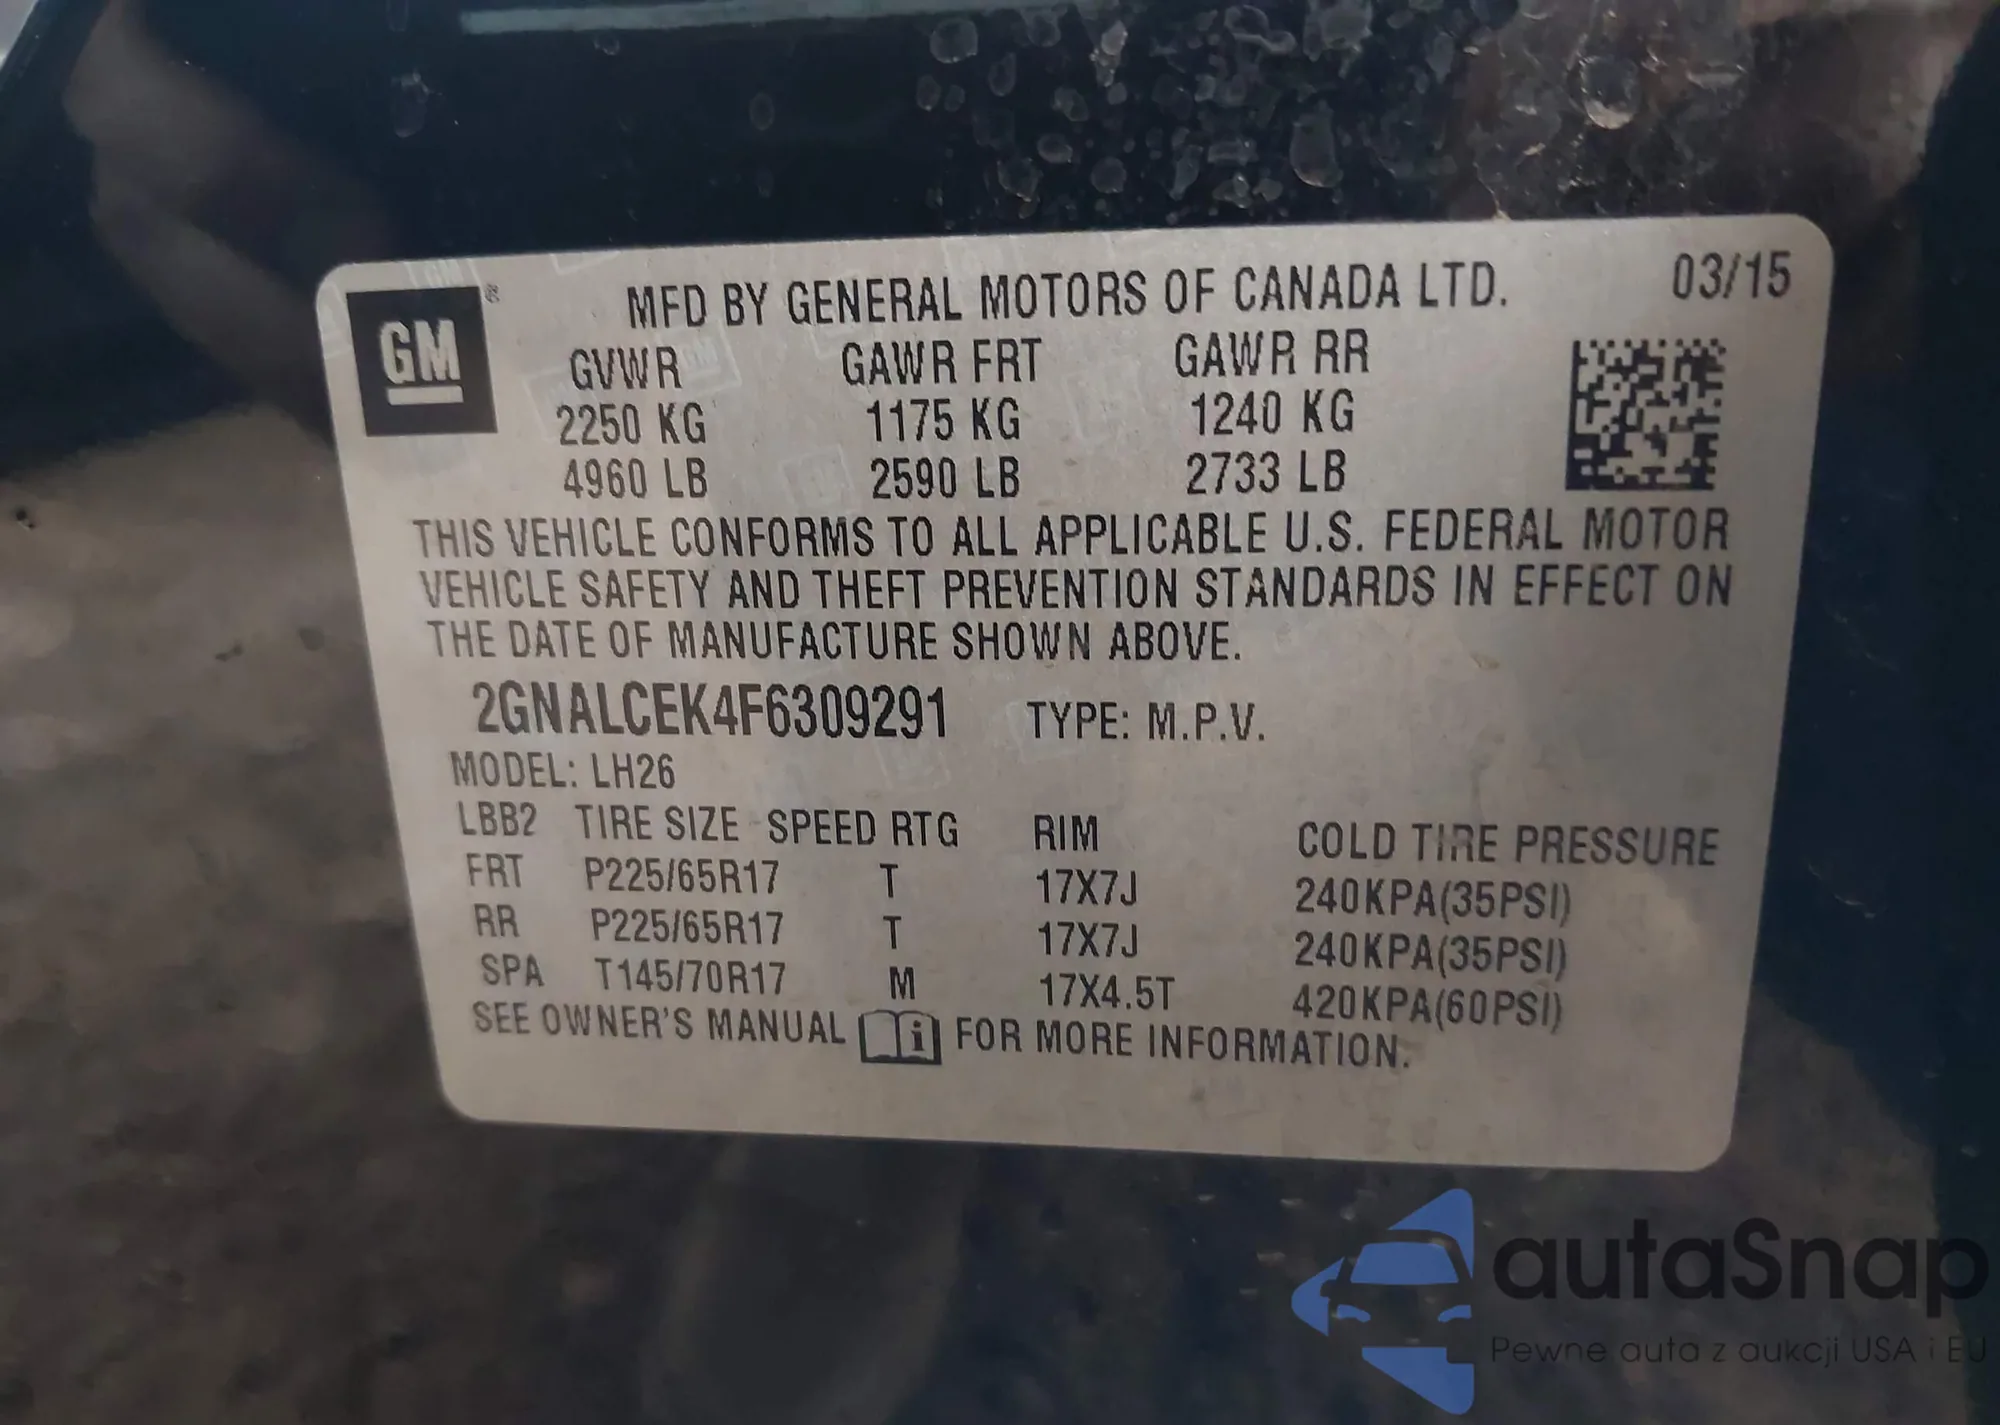 GM ®
MFD BY GENERAL MOTORS OF CANADA LTD. 03/15
GVWR GAWR FRT GAWR RR
2250 KG 1175 KG 1240 KG
4960 LB 2590 LB 2733 LB
THIS VEHICLE CONFORMS TO ALL APPLICABLE U.S. FEDERAL MOTOR
VEHICLE SAFETY AND THEFT PREVENTION STANDARDS IN EFFECT ON
THE DATE OF MANUFACTURE SHOWN ABOVE.
2GNALCEK4F6309291 TYPE: M.P.V.
MODEL: LH26
LBB2 TIRE SIZE SPEED RTG RIM COLD TIRE PRESSURE
FRT P225/65R17 T 17X7J 240KPA(35PSI)
RR P225/65R17 T 17X7J 240KPA(35PSI)
SPA T145/70R17 M 17X4.5T 420KPA(60PSI)
SEE OWNER'S MANUAL i FOR MORE INFORMATION.
autaSnap
Pewne auta z aukcji USA i EU